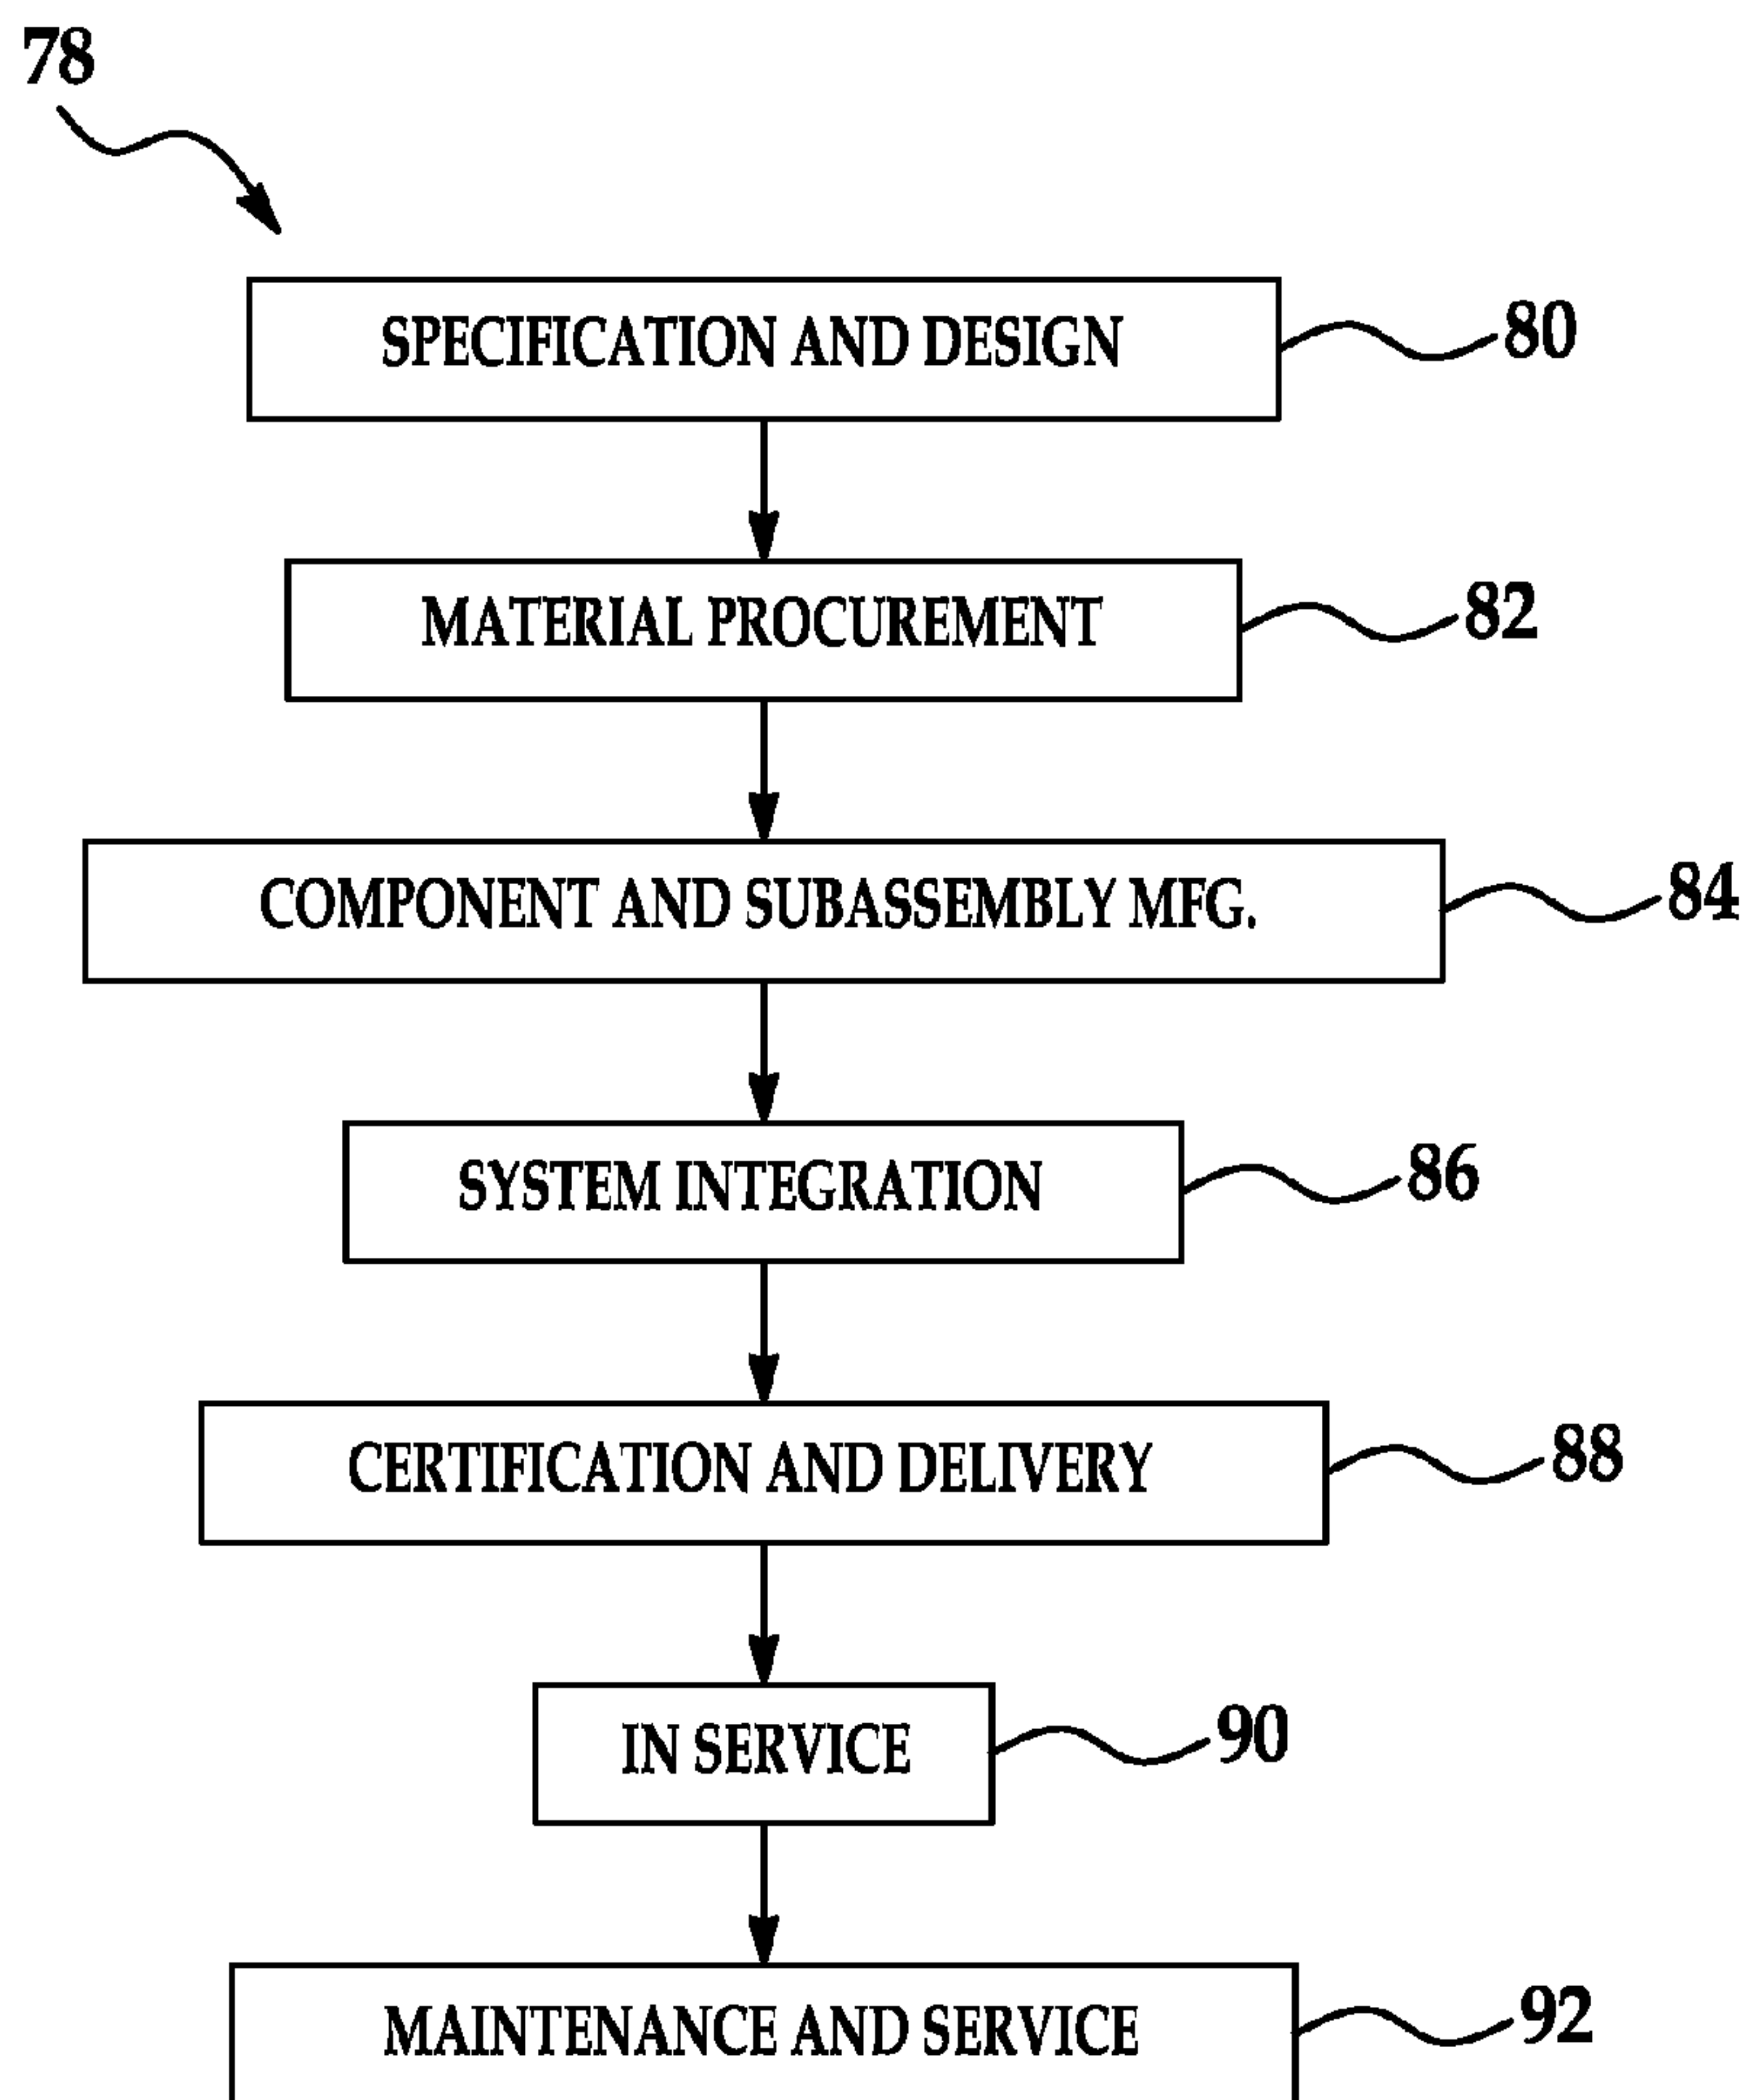 78
SPECIFICATION AND DESIGN 80
MATERIAL PROCUREMENT 82
COMPONENT AND SUBASSEMBLY MFG. 84
SYSTEM INTEGRATION 86
CERTIFICATION AND DELIVERY 88
IN SERVICE 90
MAINTENANCE AND SERVICE 92